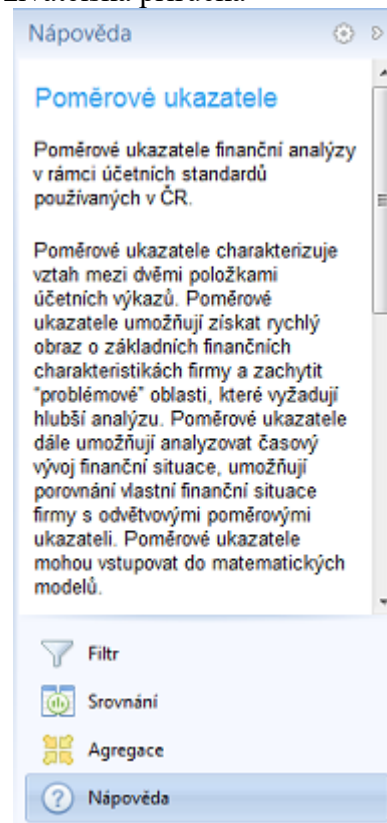 Nápověda
Poměrové ukazatele
Poměrové ukazatele finanční analýzy
v rámci účetních standardů
používaných v ČR.
Poměrové ukazatele charakterizuje
vztah mezi dvěmi položkami
účetních výkazů. Poměrové
ukazatele umožňují získat rychlý
obraz o základních finančních
charakteristikách firmy a zachytit
"problémové" oblasti, které vyžadují
hlubší analýzu. Poměrové ukazatele
dále umožňují analyzovat časový
vývoj finanční situace, umožňují
porovnání vlastní finanční situace
firmy s odvětvovými poměrovými
ukazateli. Poměrové ukazatele
mohou vstupovat do matematických
modelů.
Filtr
Srovnání
Agregace
Nápověda